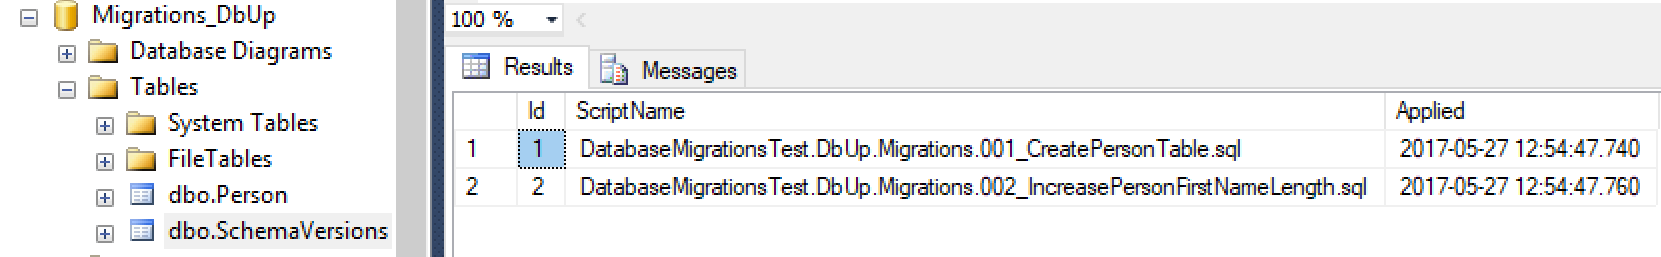 Migrations_DbUp
Database Diagrams
Tables
System Tables
FileTables
dbo.Person
dbo.SchemaVersions
100 %
Results Messages
Id ScriptName Applied
1 1 DatabaseMigrationsTest.DbUp.Migrations.001_CreatePersonTable.sql 2017-05-27 12:54:47.740
2 2 DatabaseMigrationsTest.DbUp.Migrations.002_IncreasePersonFirstNameLength.sql 2017-05-27 12:54:47.760